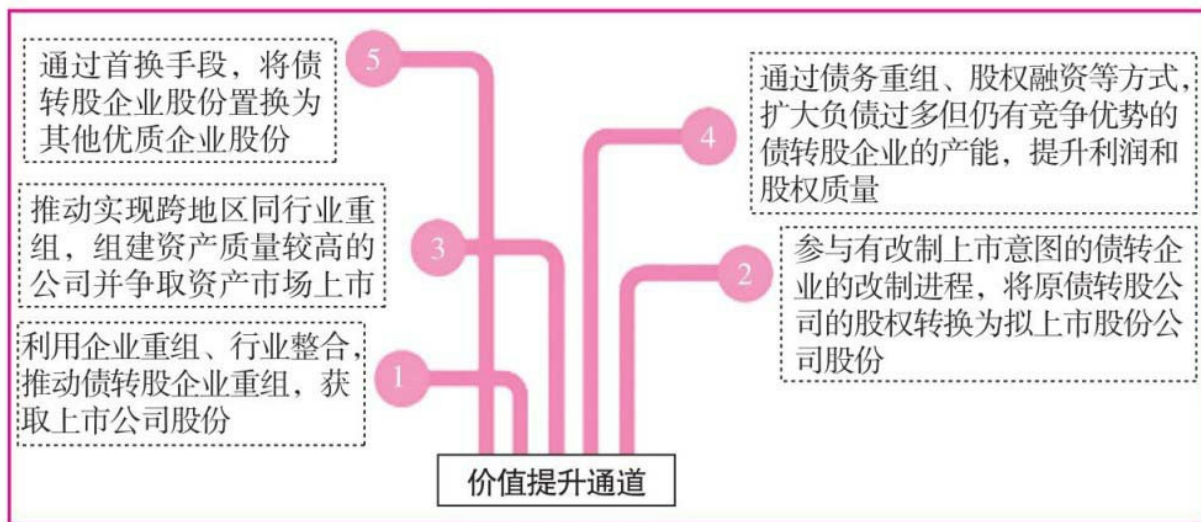 5
通过首换手段，将债
转股企业股份置换为
其他优质企业股份
4
通过债务重组、股权融资等方式，
扩大负债过多但仍有竞争优势的
债转股企业的产能，提升利润和
股权质量
3
推动实现跨地区同行业重
组，组建资产质量较高的
公司并争取资产市场上市
2
参与有改制上市意图的债转企
业的改制进程，将原债转股公
司的股权转换为拟上市股份公
司股份
1
利用企业重组、行业整合，
推动债转股企业重组，获
取上市公司股份
价值提升通道